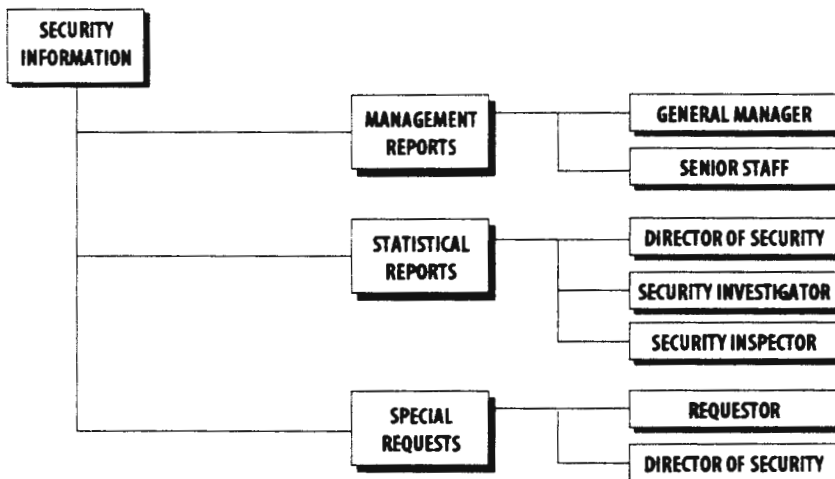 SECURITY
INFORMATION
MANAGEMENT
REPORTS
GENERAL MANAGER
SENIOR STAFF
STATISTICAL
REPORTS
DIRECTOR OF SECURITY
SECURITY INVESTIGATOR
SECURITY INSPECTOR
SPECIAL
REQUESTS
REQUESTOR
DIRECTOR OF SECURITY